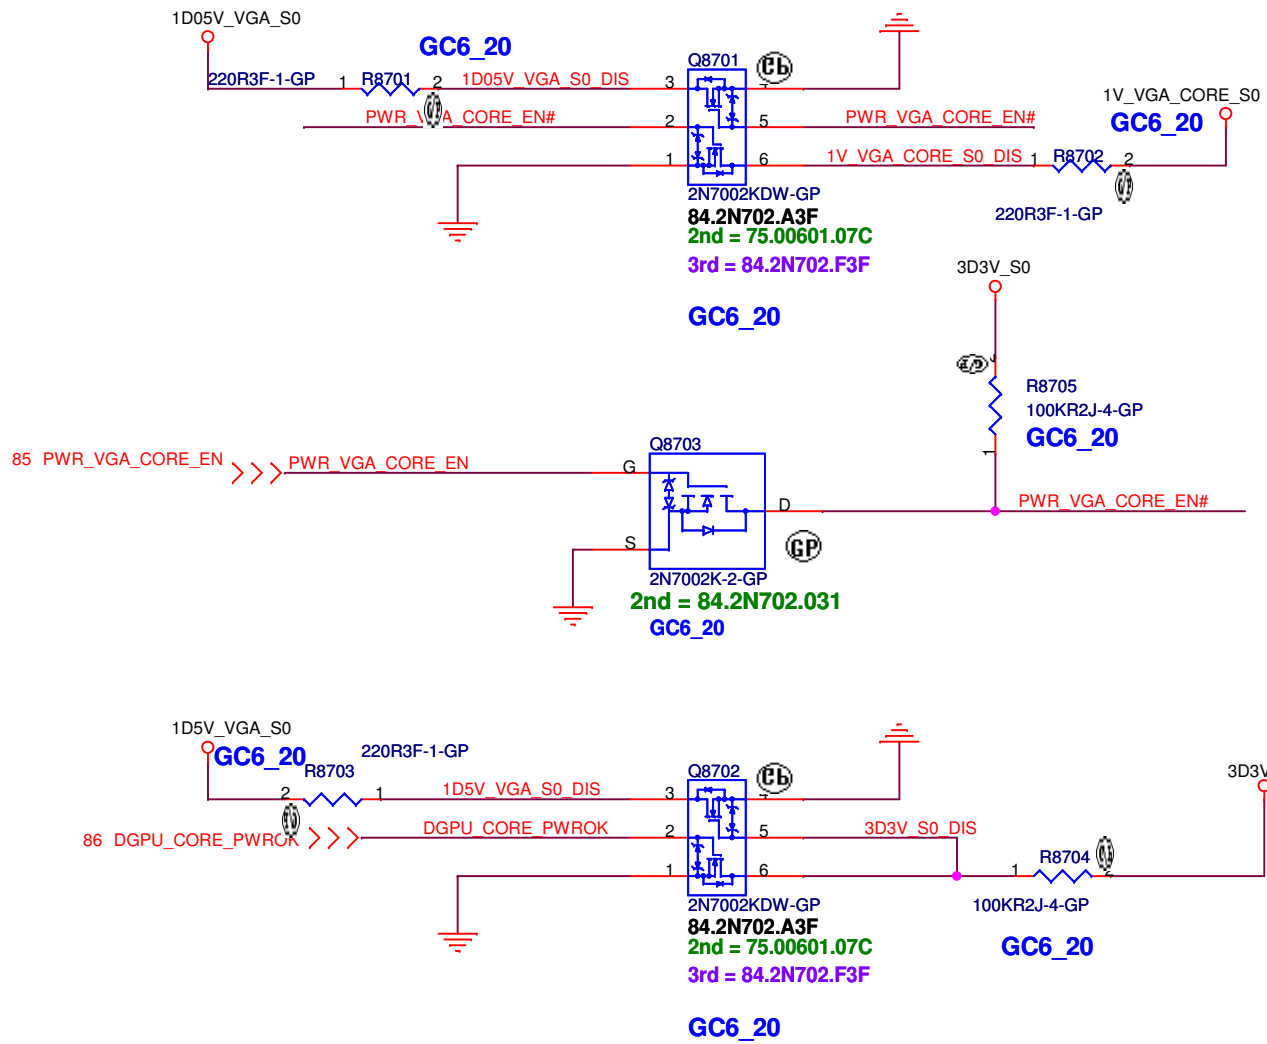 1D05V_VGA_S0
GC6_20
220R3F-1-GP 1 R8701 2 1D05V_VGA_S0_DIS 3
Q8701
PWR_VGA_CORE_EN# 2
5 PWR_VGA_CORE_EN#
1
6 1V_VGA_CORE_S0_DIS 1 R8702 2
1V_VGA_CORE_S0
GC6_20
220R3F-1-GP
2N7002KDW-GP
84.2N702.A3F
2nd = 75.00601.07C
3rd = 84.2N702.F3F
GC6_20
3D3V_S0
R8705
100KR2J-4-GP
GC6_20
1
85 PWR_VGA_CORE_EN
PWR_VGA_CORE_EN
Q8703
G
D
S
GP
PWR_VGA_CORE_EN#
2N7002K-2-GP
2nd = 84.2N702.031
GC6_20
1D5V_VGA_S0
GC6_20
220R3F-1-GP
R8703
2 1 1D5V_VGA_S0_DIS 3
Q8702
86 DGPU_CORE_PWROK
DGPU_CORE_PWROK 2
5 3D3V_S0_DIS
1
6
1 R8704
3D3V
100KR2J-4-GP
GC6_20
2N7002KDW-GP
84.2N702.A3F
2nd = 75.00601.07C
3rd = 84.2N702.F3F
GC6_20